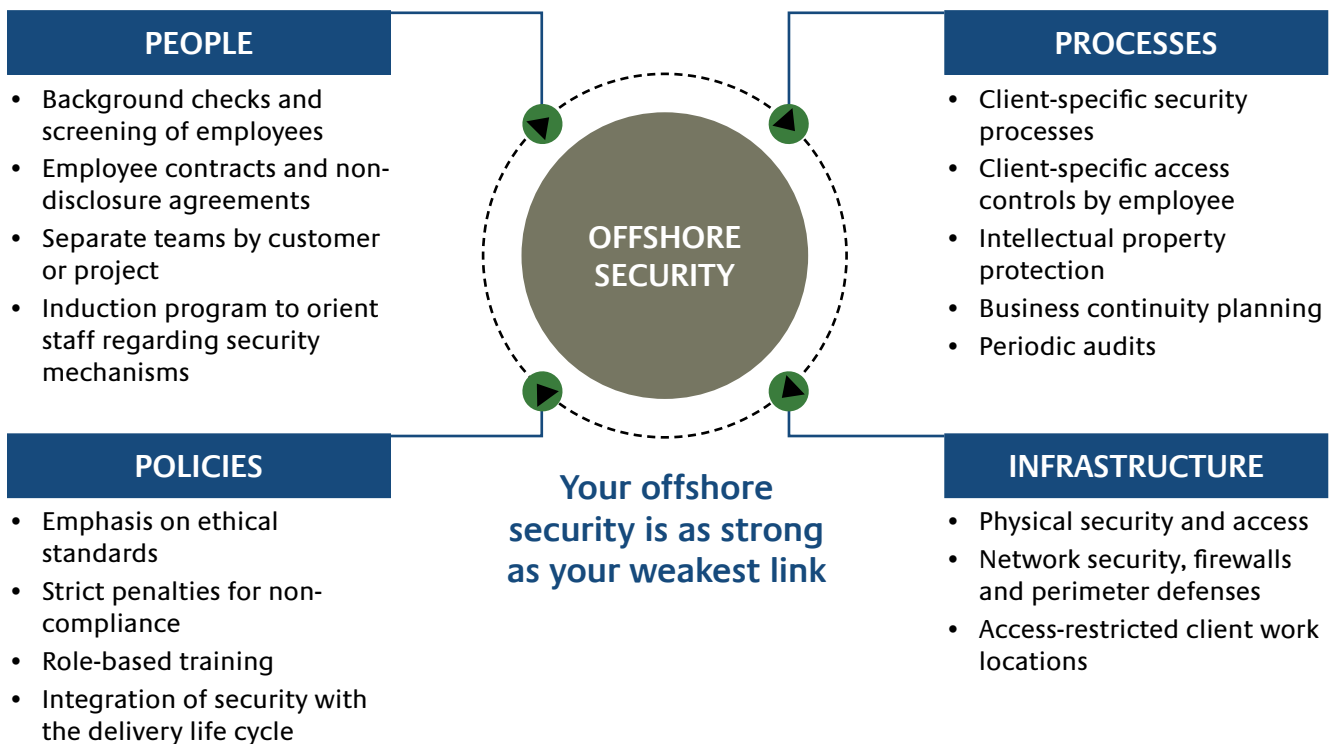 PEOPLE
• Background checks and
screening of employees
• Employee contracts and non-
disclosure agreements
• Separate teams by customer
or project
• Induction program to orient
staff regarding security
mechanisms
PROCESSES
• Client-specific security
processes
• Client-specific access
controls by employee
• Intellectual property
protection
• Business continuity planning
• Periodic audits
OFFSHORE
SECURITY
POLICIES
• Emphasis on ethical
standards
• Strict penalties for non-
compliance
• Role-based training
• Integration of security with
the delivery life cycle
Your offshore
security is as strong
as your weakest link
INFRASTRUCTURE
• Physical security and access
• Network security, firewalls
and perimeter defenses
• Access-restricted client work
locations